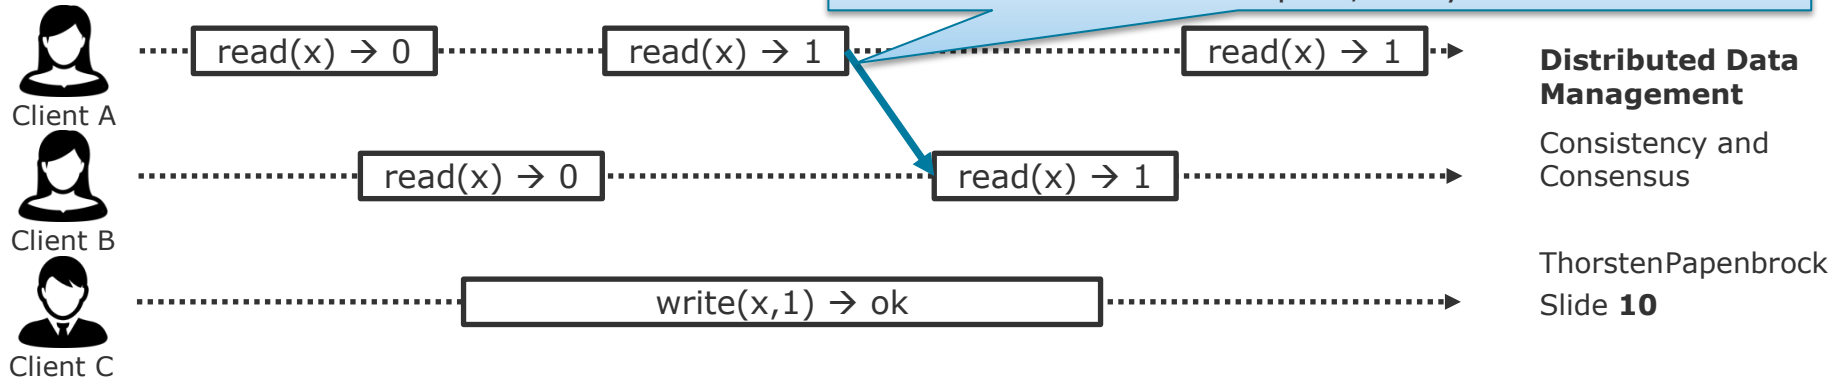 read(x) → 0
read(x) → 1
read(x) → 1
Client A
read(x) → 0
read(x) → 1
Client B
write(x,1) → ok
Client C
Distributed Data
Management
Consistency and
Consensus
ThorstenPapenbrock
Slide 10